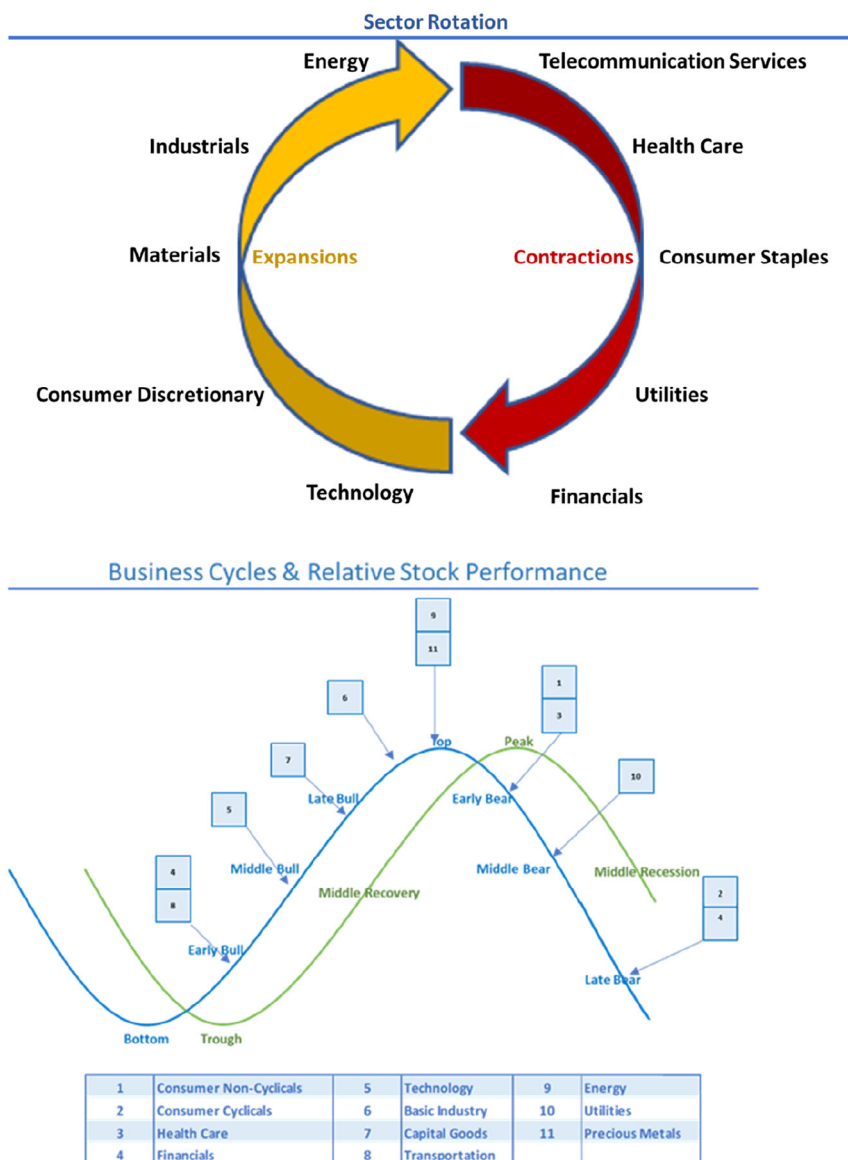 Sector Rotation
Energy
Telecommunication Services
Industrials
Health Care
Materials
Expansions
Contractions
Consumer Staples
Consumer Discretionary
Utilities
Technology
Financials
Business Cycles & Relative Stock Performance
9
11
1
3
6
Top
Peak
7
10
Late Bull
Early Bear
5
Middle Bull
Middle Bear
Middle Recession
4
8
Middle Recovery
2
4
Early Bull
Late Bear
Bottom
Trough
1 Consumer Non-Cyclicals 5 Technology 9 Energy
2 Consumer Cyclicals 6 Basic Industry 10 Utilities
3 Health Care 7 Capital Goods 11 Precious Metals
4 Financials 8 Transportation